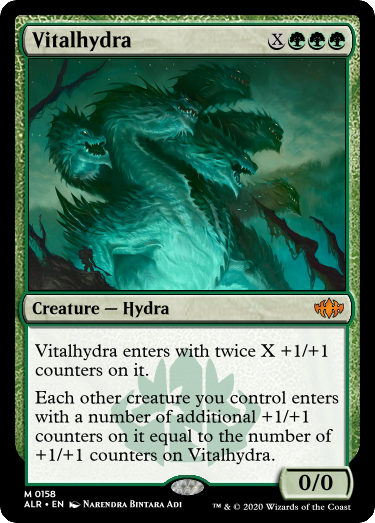 Vitalhydra X
Creature — Hydra
Vitalhydra enters with twice X +1/+1
counters on it.
Each other creature you control enters
with a number of additional +1/+1
counters on it equal to the number of
+1/+1 counters on Vitalhydra.
0/0
M 0158
ALR • EN Narendra Bintara Adi
™ & © 2020 Wizards of the Coast